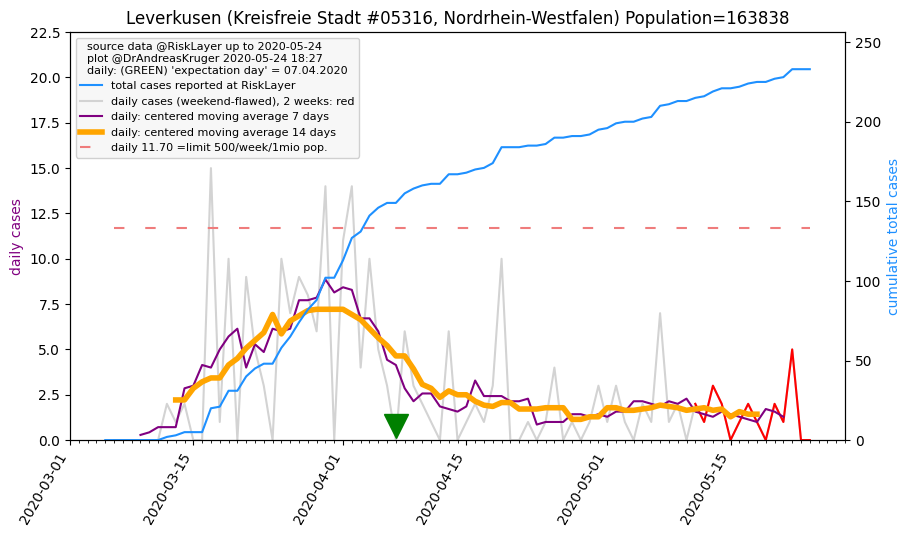 Leverkusen (Kreisfreie Stadt #05316, Nordrhein-Westfalen) Population=163838
source data @RiskLayer up to 2020-05-24
plot @DrAndreasKruger 2020-05-24 18:27
daily: (GREEN) 'expectation day' = 07.04.2020
total cases reported at RiskLayer
daily cases (weekend-flawed), 2 weeks: red
daily: centered moving average 7 days
daily: centered moving average 14 days
daily 11.70 =limit 500/week/1mio pop.
daily cases
22.5
20.0
17.5
15.0
12.5
10.0
7.5
5.0
2.5
0.0
250
200
150
100
50
0
cumulative total cases
2020-03-01
2020-03-15
2020-04-01
2020-04-15
2020-05-01
2020-05-15